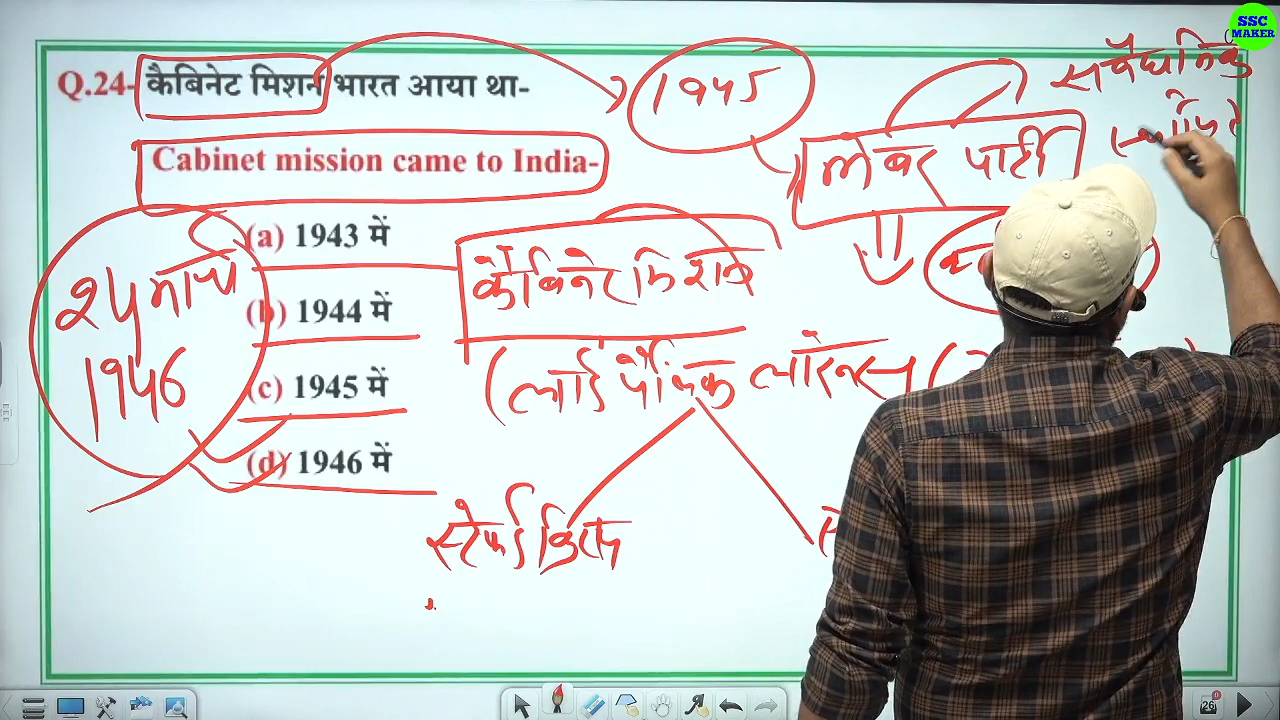 SSC
MAKER
Q.24- कैबिनेट मिशन भारत आया था-
Cabinet mission came to India-
(a) 1943 में
(b) 1944 में
(c) 1945 में
(d) 1946 में
1945
लेबर पार्टी
24 मार्च
1946
कैबिनेट मिशन
(लार्ड पैथिक लॉरेन्स
स्टेफर्ड क्रिप्स
26